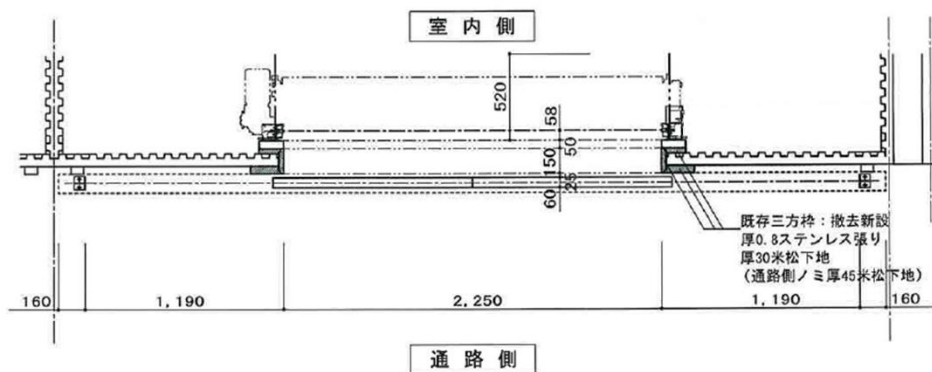 室内側
520
58
50
150
25
60
既存三方枠：撤去新設
厚0.8ステンレス張り
厚30米松下地
（通路側ノミ厚45米松下地）
160 1,190 2,250 1,190 160
通路側